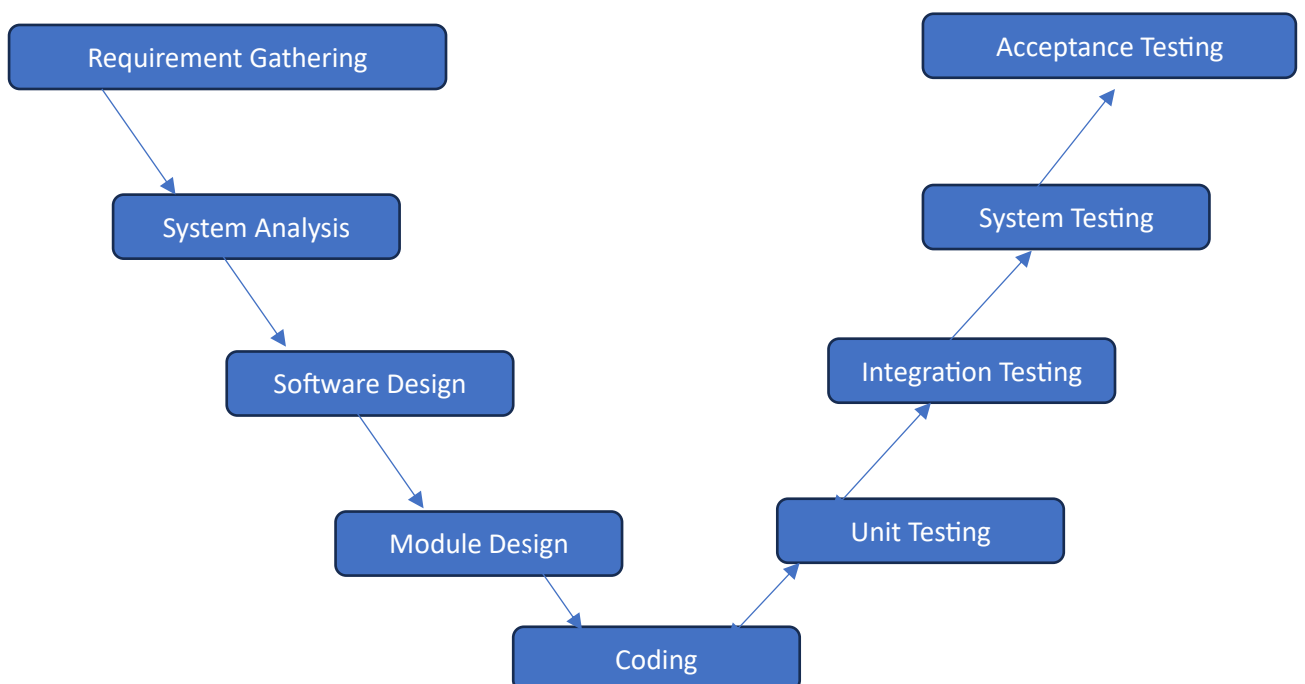 Requirement Gathering
Acceptance Testing
System Analysis
System Testing
Software Design
Integration Testing
Module Design
Unit Testing
Coding